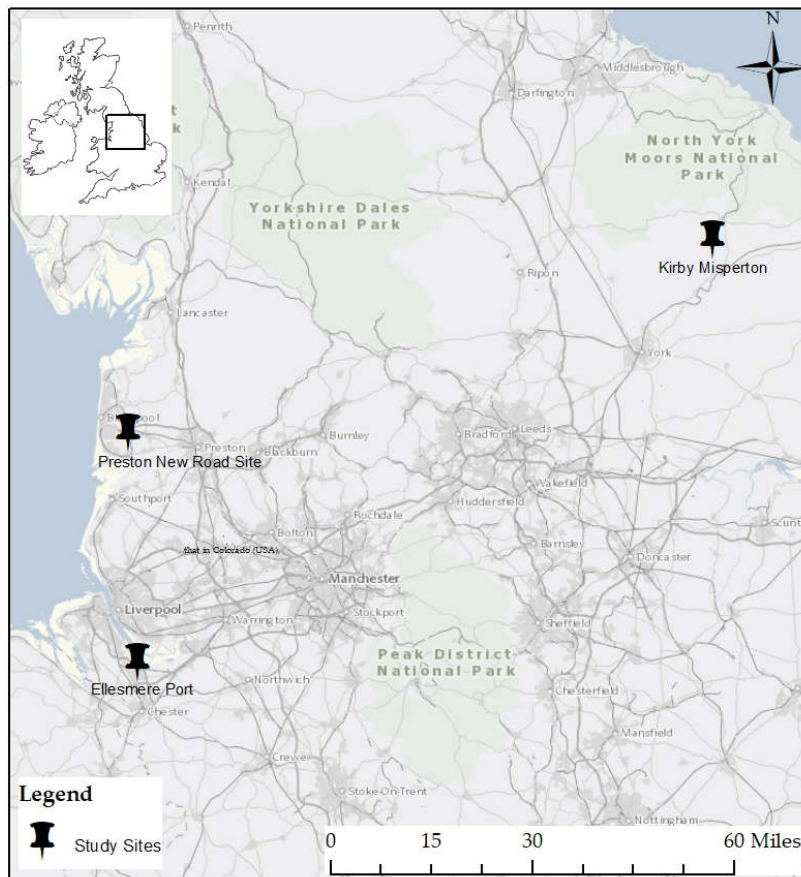 Penrith
N
Middlesbrough
Darlington
North York
Moors National
Park
Kendal
Yorkshire Dales
National Park
Kirby Misperton
Ripon
Lancaster
York
Preston New Road Site
Preston
Blackburn
Burnley
Bradford
Leeds
Southport
Wakefield
Huddersfield
Rochdale
Bolton
that in Colorado (USA)
Barnsley
Doncaster
Scunt
Manchester
Liverpool
Stockport
Warrington
Sheffield
Peak District
National Park
Ellesmere Port
Northwich
Chester
Chesterfield
Mansfield
Crewe
Stoke-On-Trent
Nottingham
Legend
Study Sites
0 15 30 60 Miles